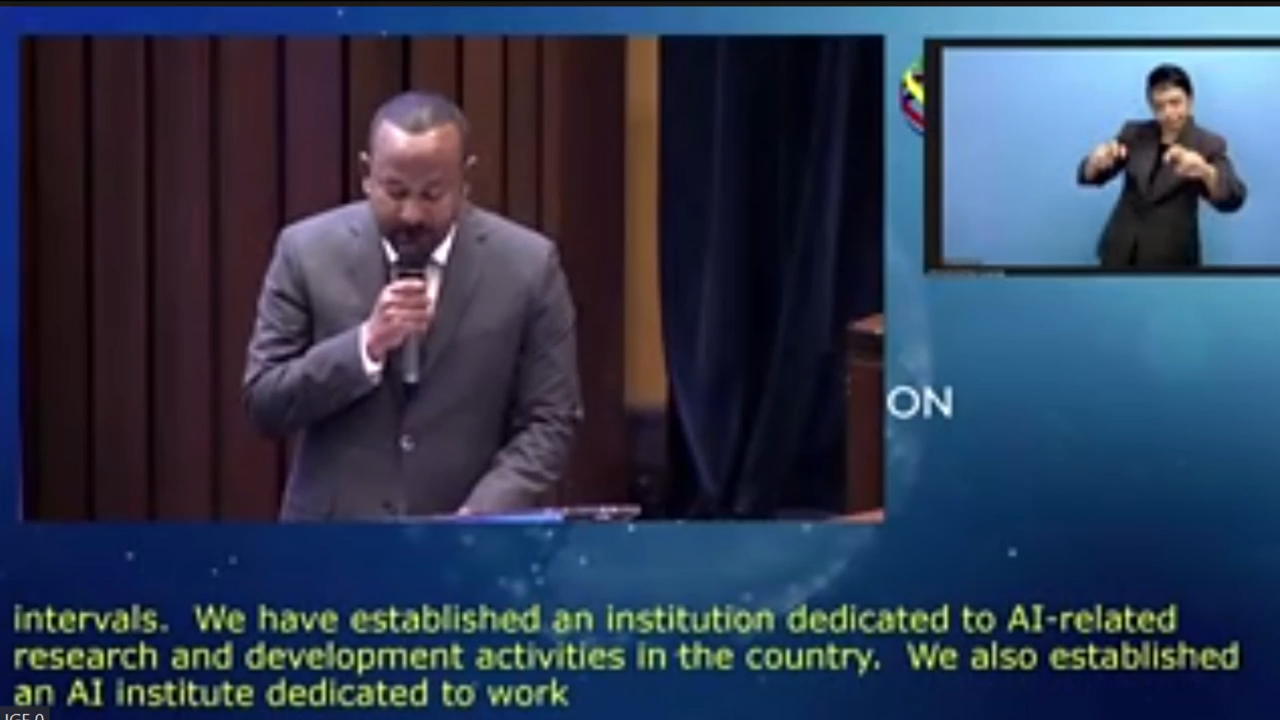 ON
intervals.  We have established an institution dedicated to AI-related
research and development activities in the country.  We also established
an AI institute dedicated to work